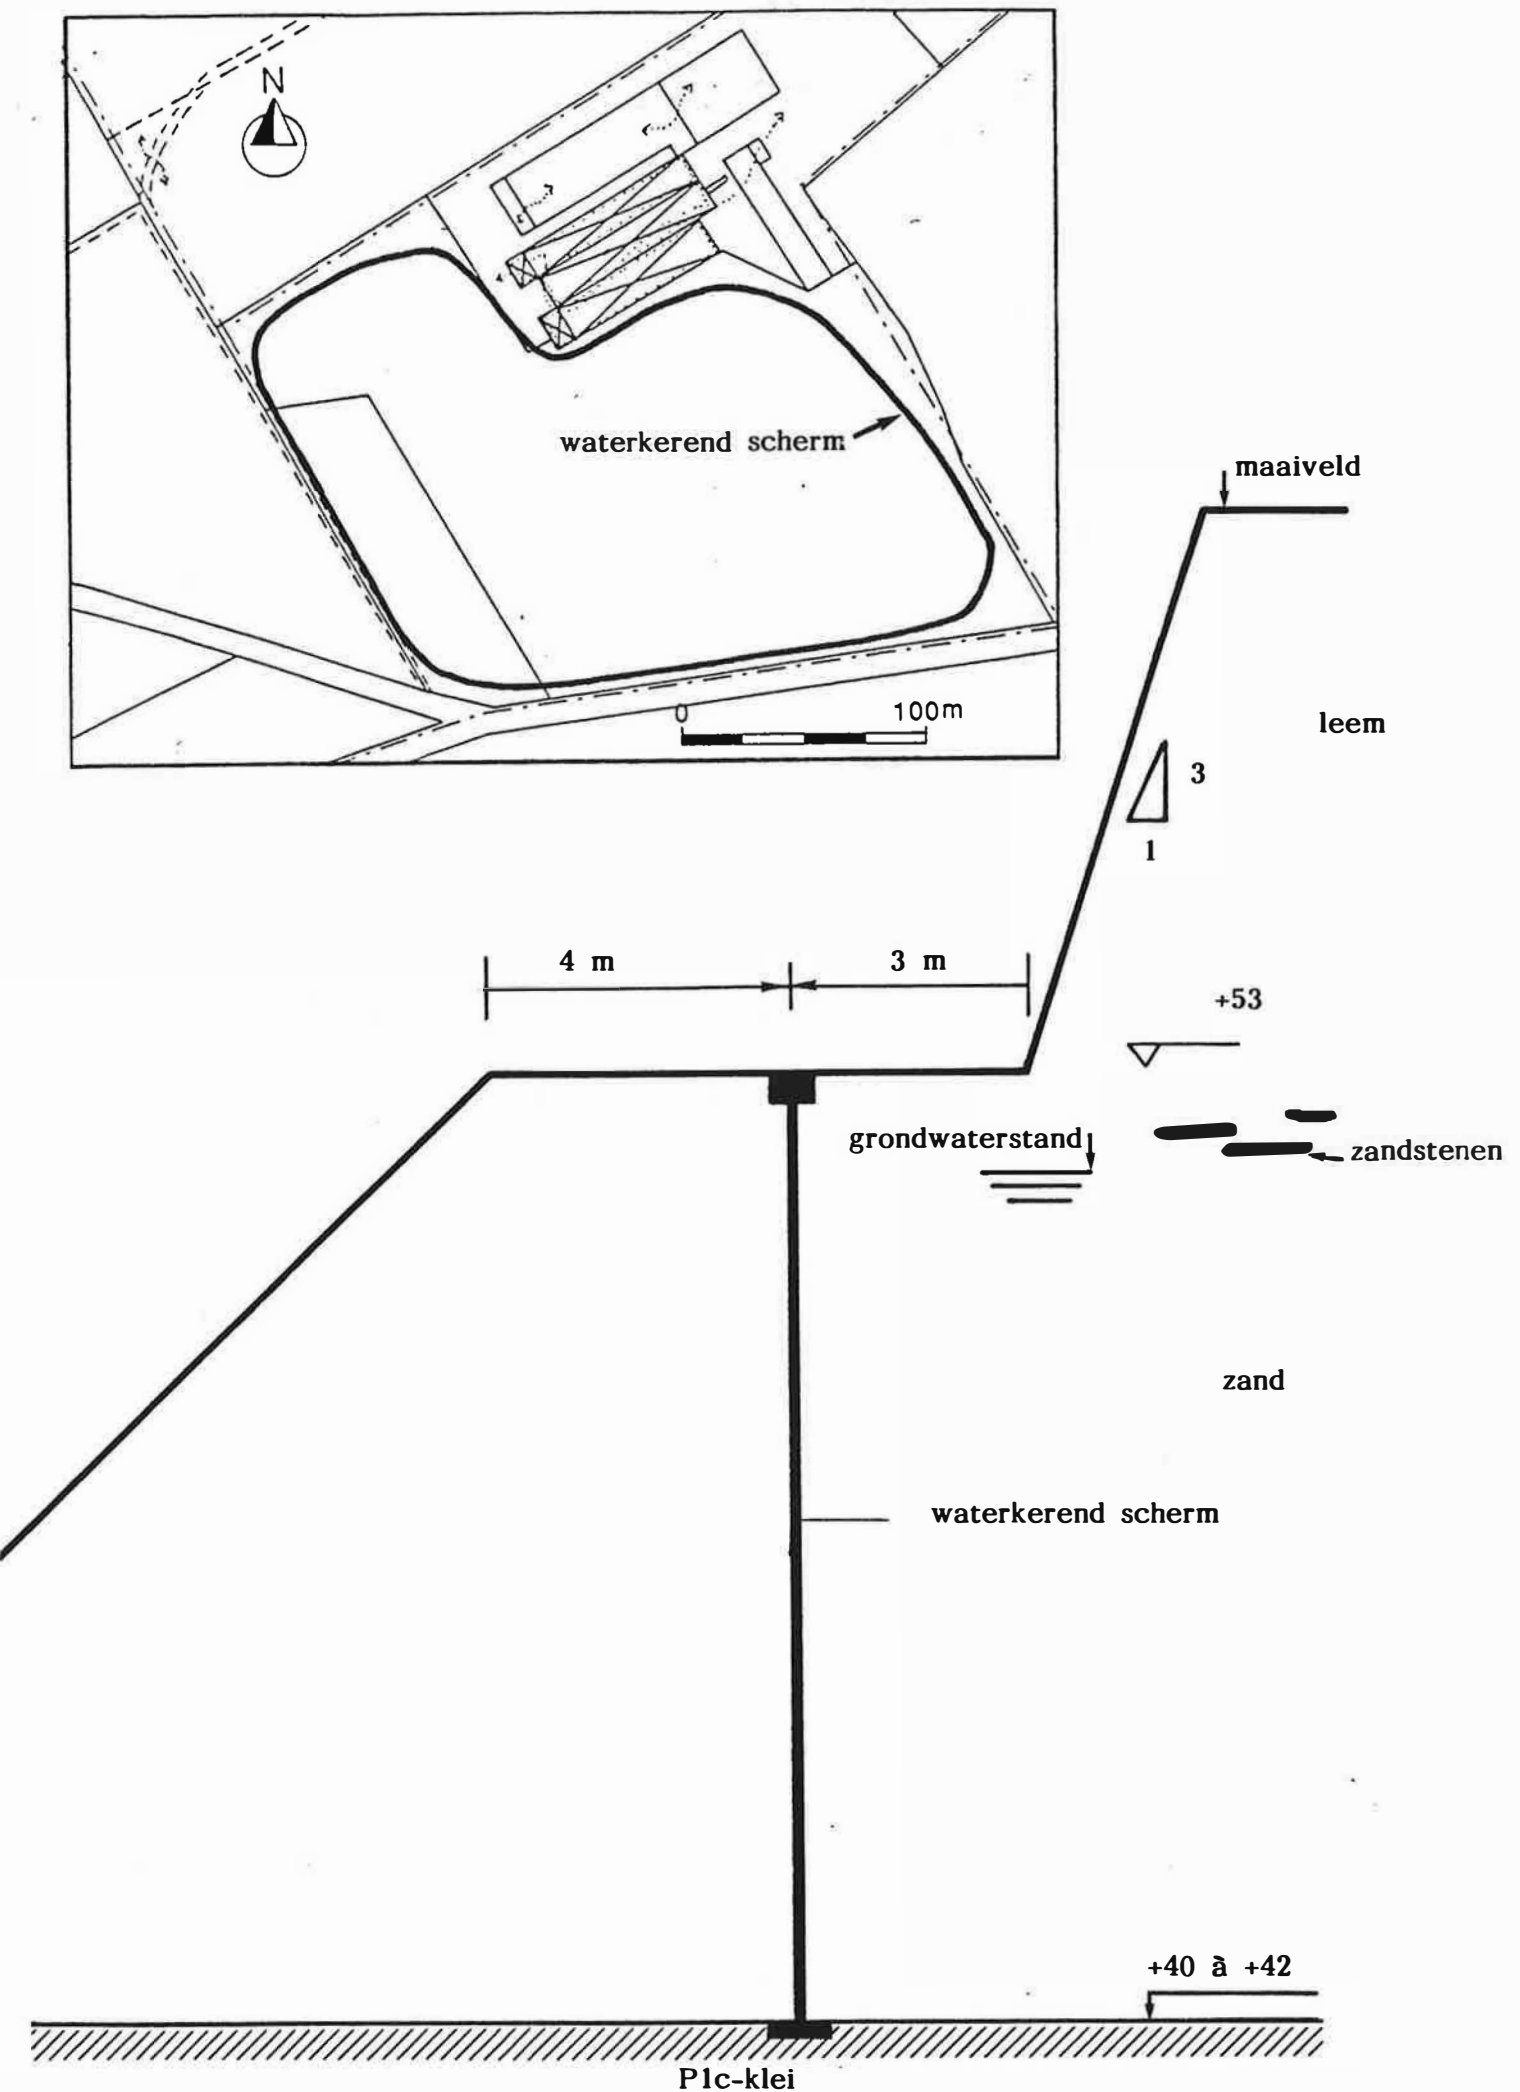 N
waterkerend scherm
0 100m
maaiveld
leem
3
1
4 m 3 m
+53
grondwaterstand
zandstenen
zand
waterkerend scherm
+40 à +42
P1c-klei